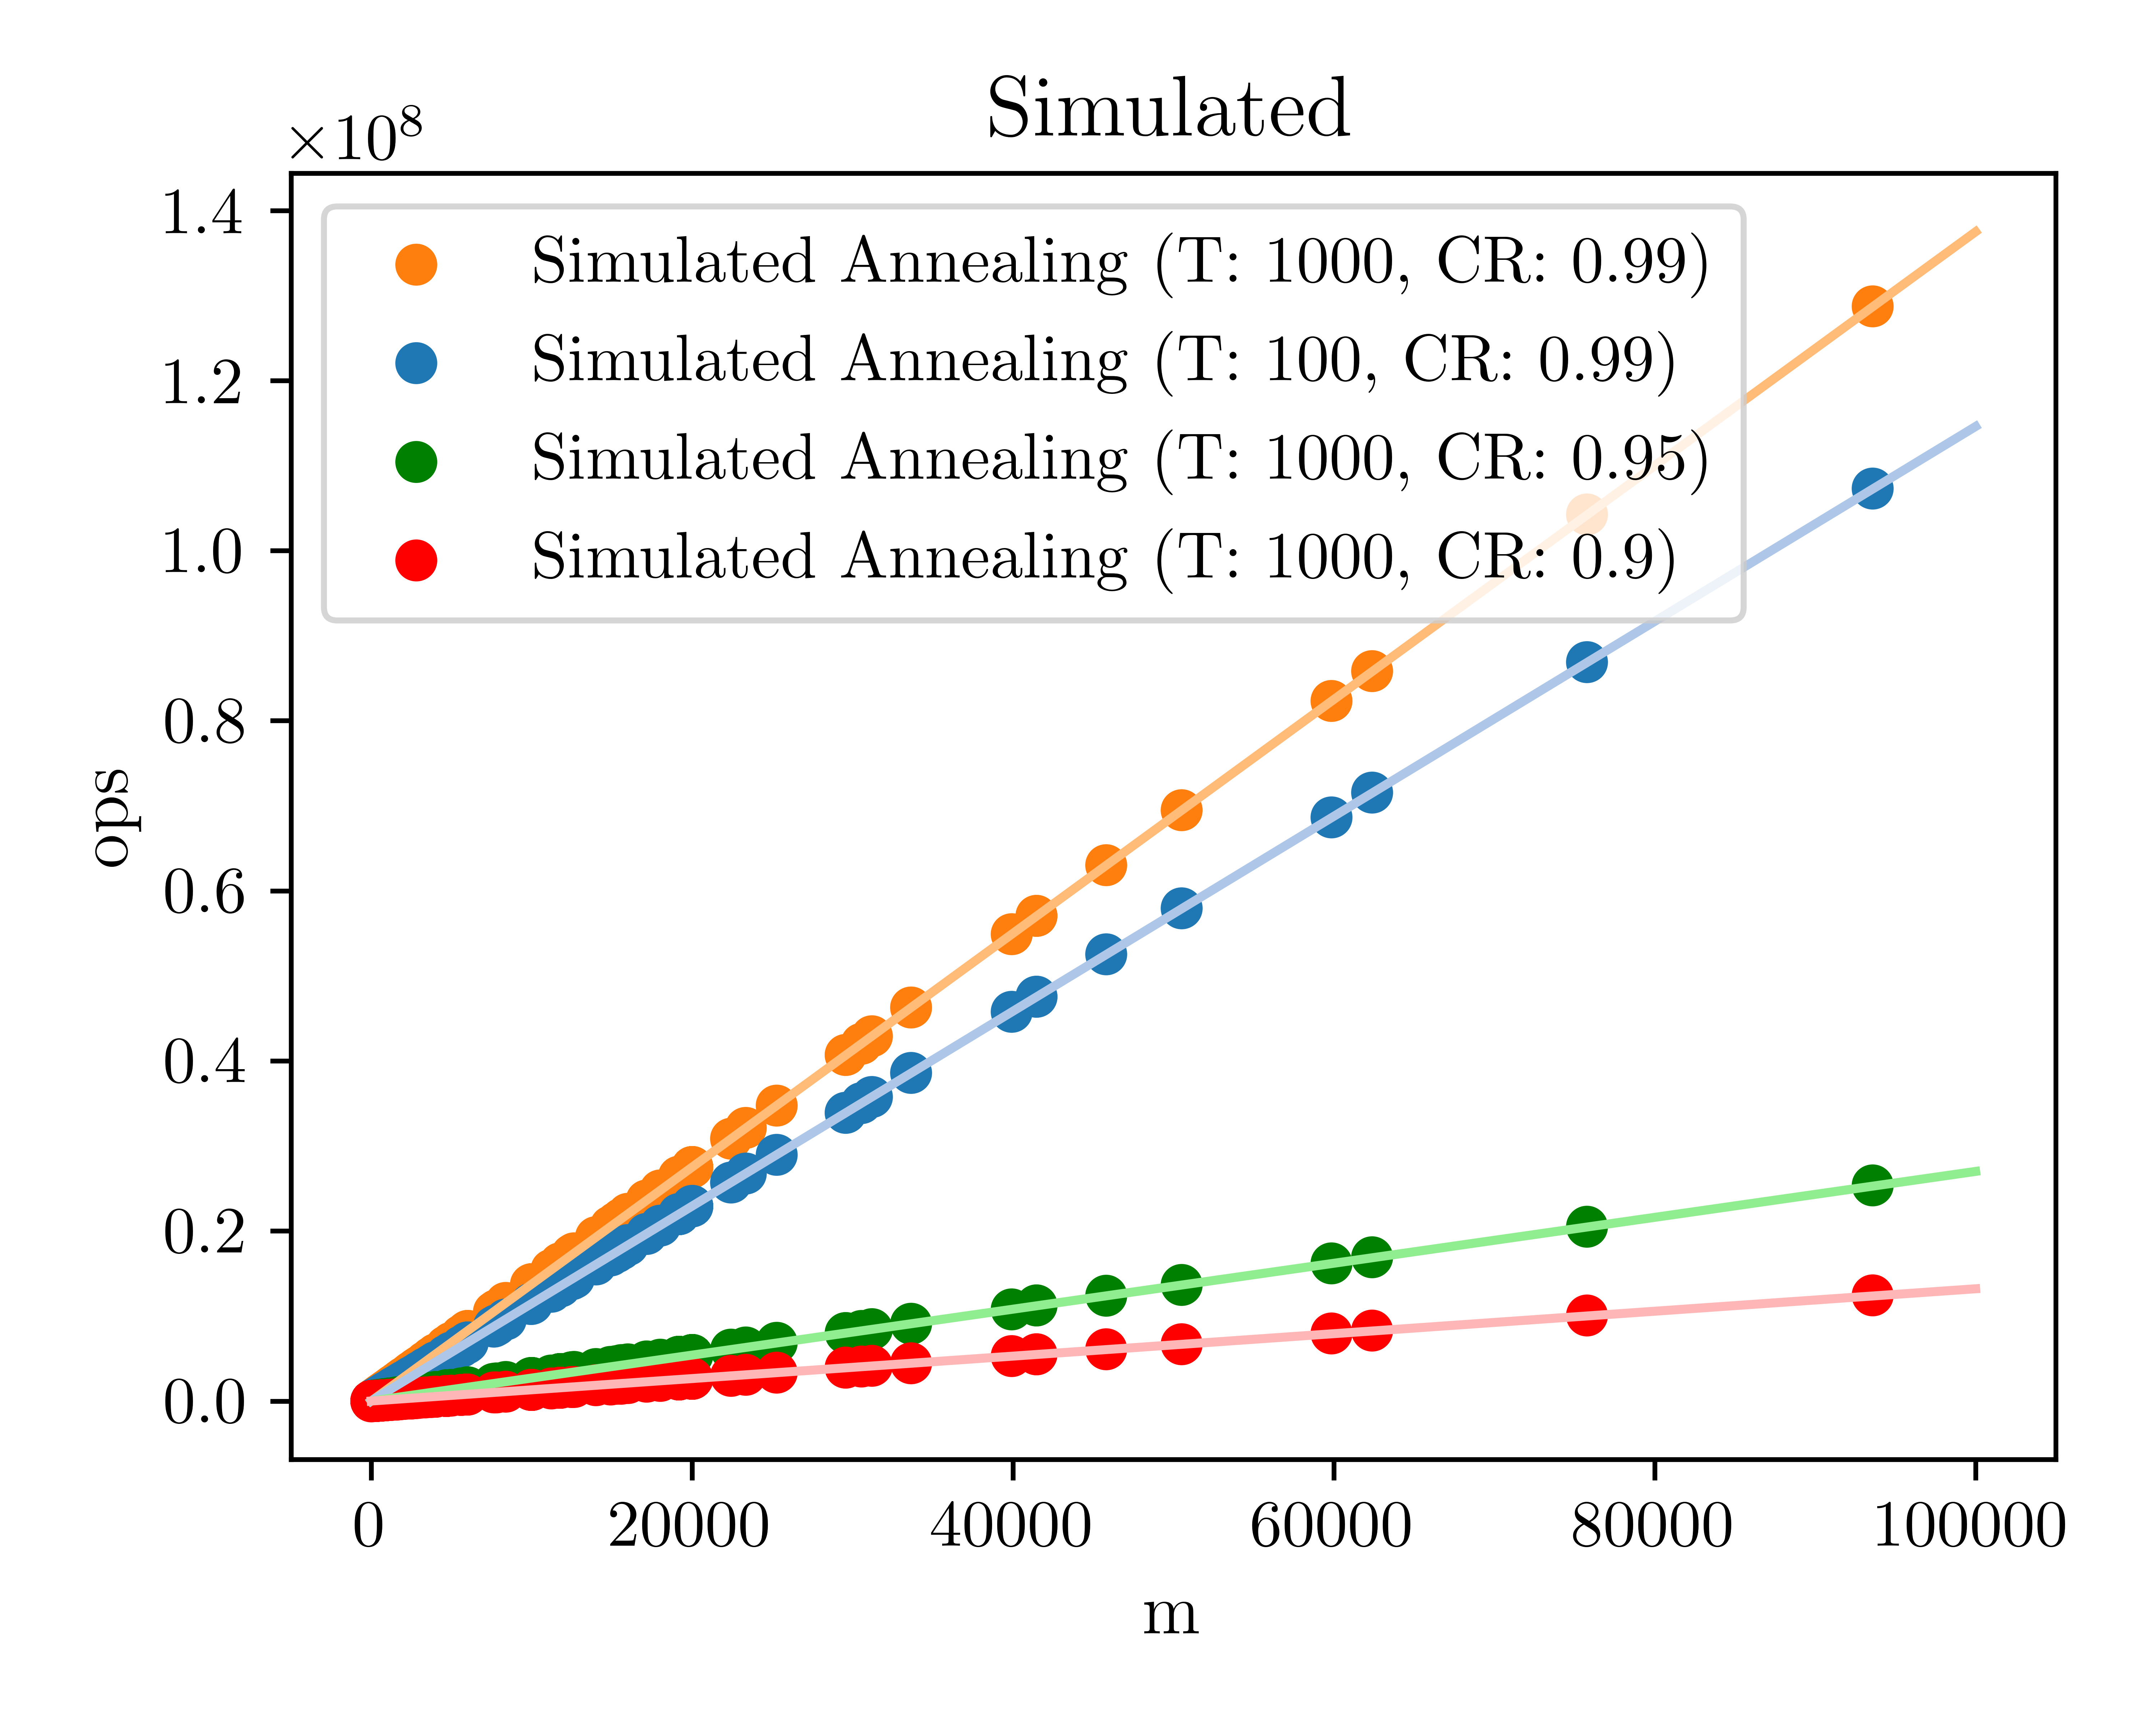 Simulated
×10⁸
1.4
1.2
1.0
0.8
0.6
0.4
0.2
0.0
ops
Simulated Annealing (T: 1000, CR: 0.99)
Simulated Annealing (T: 100, CR: 0.99)
Simulated Annealing (T: 1000, CR: 0.95)
Simulated Annealing (T: 1000, CR: 0.9)
0 20000 40000 60000 80000 100000
m